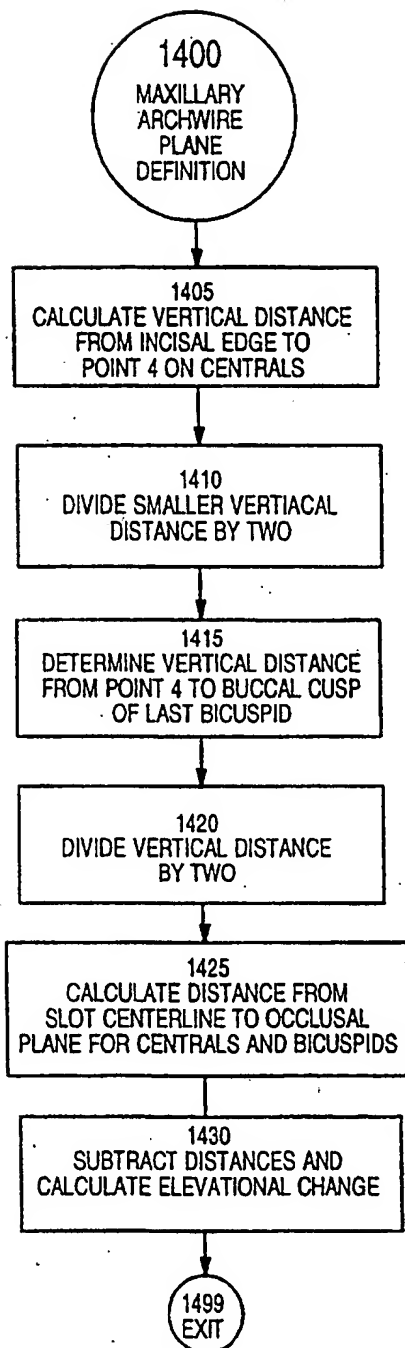 1400
MAXILLARY
ARCHWIRE
PLANE
DEFINITION
1405
CALCULATE VERTICAL DISTANCE
FROM INCISAL EDGE TO
POINT 4 ON CENTRALS
1410
DIVIDE SMALLER VERTIACAL
DISTANCE BY TWO
1415
DETERMINE VERTICAL DISTANCE
FROM POINT 4 TO BUCCAL CUSP
OF LAST BICUSPID
1420
DIVIDE VERTICAL DISTANCE
BY TWO
1425
CALCULATE DISTANCE FROM
SLOT CENTERLINE TO OCCLUSAL
PLANE FOR CENTRALS AND BICUSPIDS
1430
SUBTRACT DISTANCES AND
CALCULATE ELEVATIONAL CHANGE
1499
EXIT